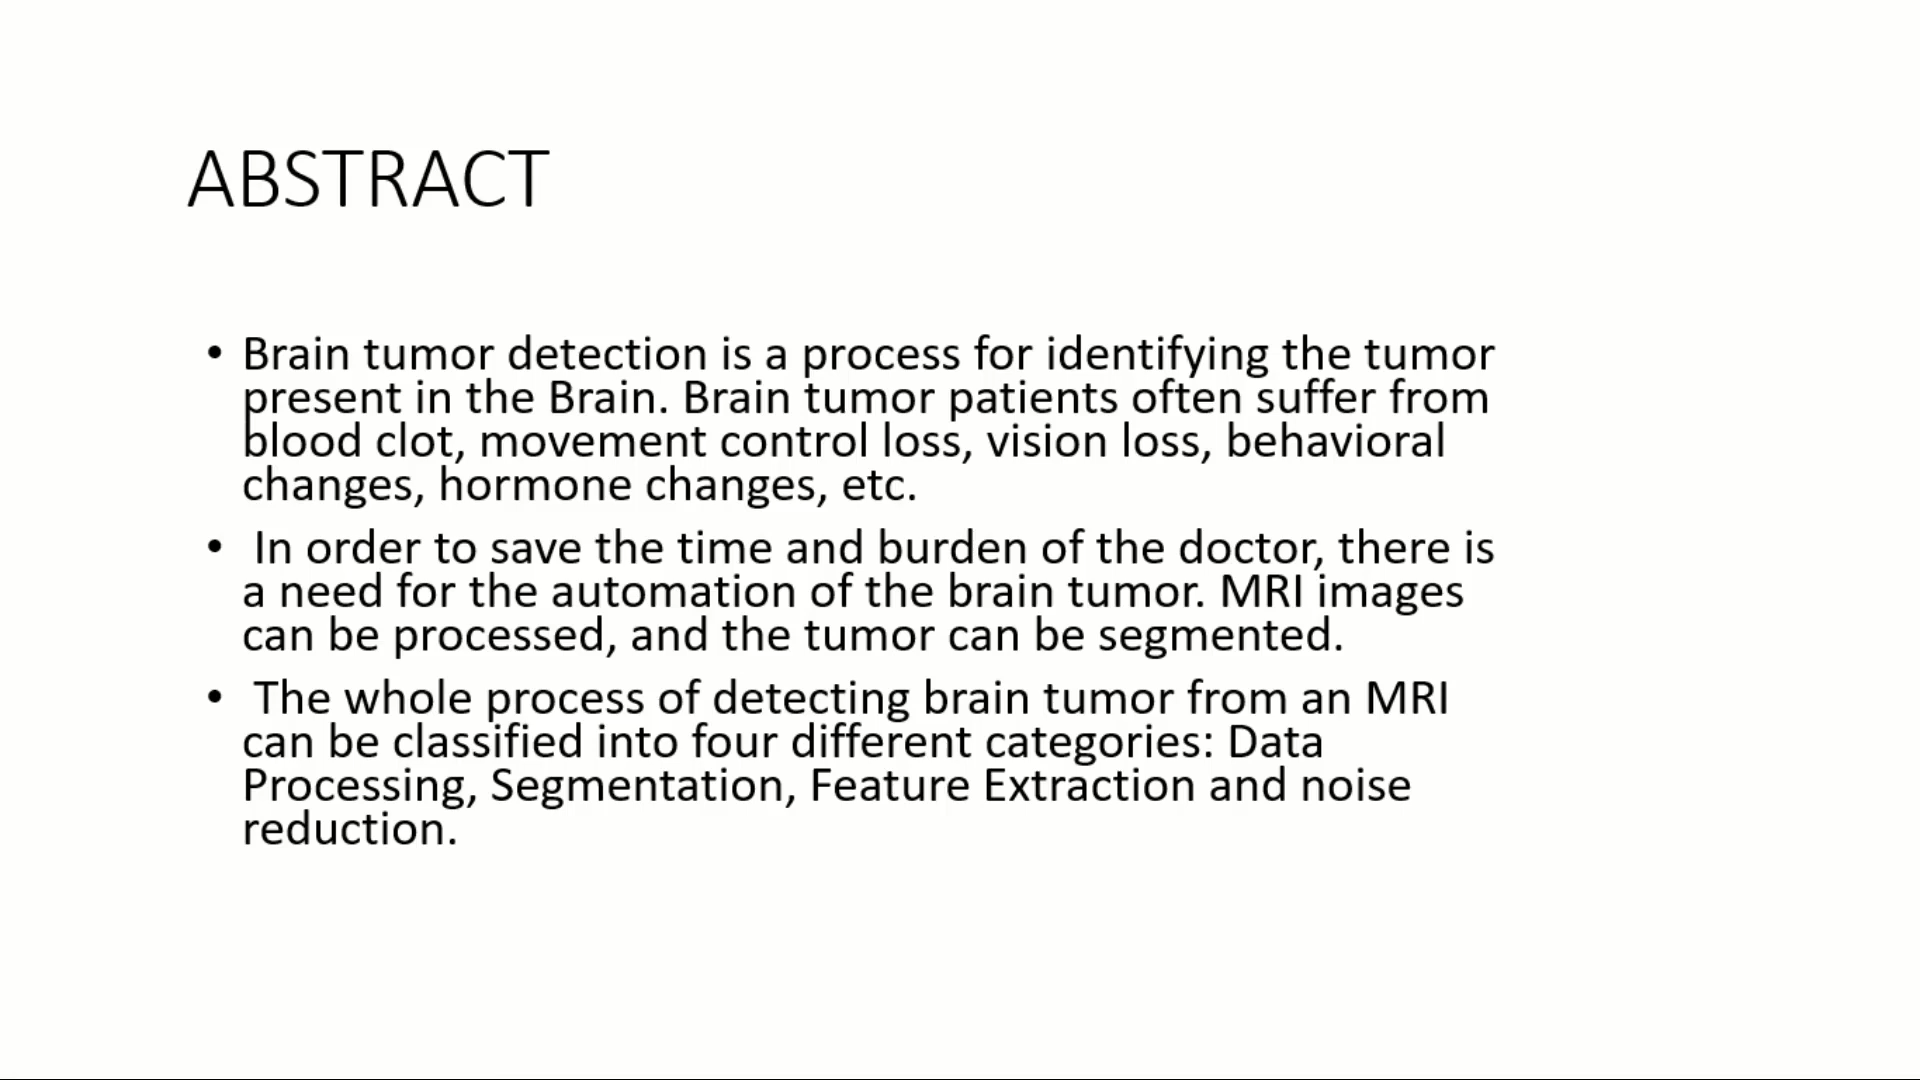 ABSTRACT
• Brain tumor detection is a process for identifying the tumor
present in the Brain. Brain tumor patients often suffer from
blood clot, movement control loss, vision loss, behavioral
changes, hormone changes, etc.
• In order to save the time and burden of the doctor, there is
a need for the automation of the brain tumor. MRI images
can be processed, and the tumor can be segmented.
• The whole process of detecting brain tumor from an MRI
can be classified into four different categories: Data
Processing, Segmentation, Feature Extraction and noise
reduction.